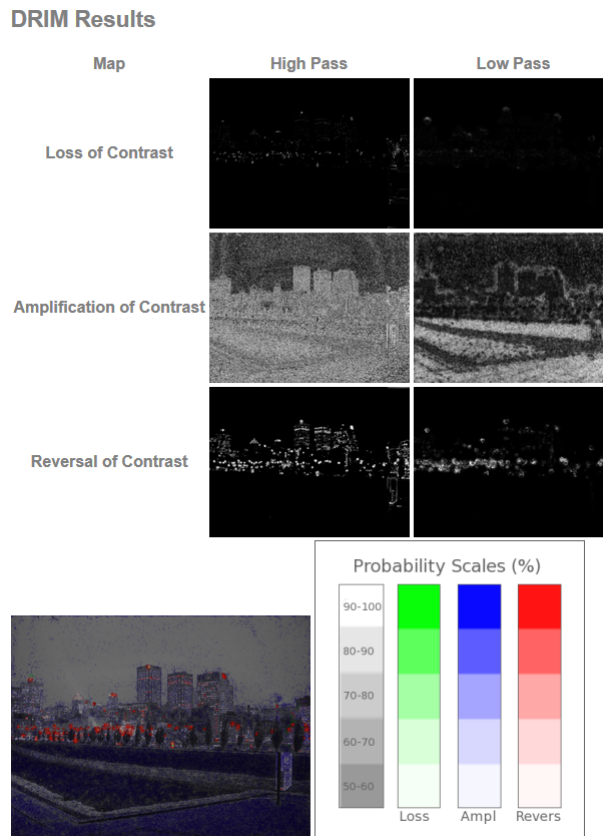 DRIM Results
Map High Pass Low Pass
Loss of Contrast
Amplification of Contrast
Reversal of Contrast
Probability Scales (%)
90-100
80-90
70-80
60-70
50-60
Loss Ampl Revers